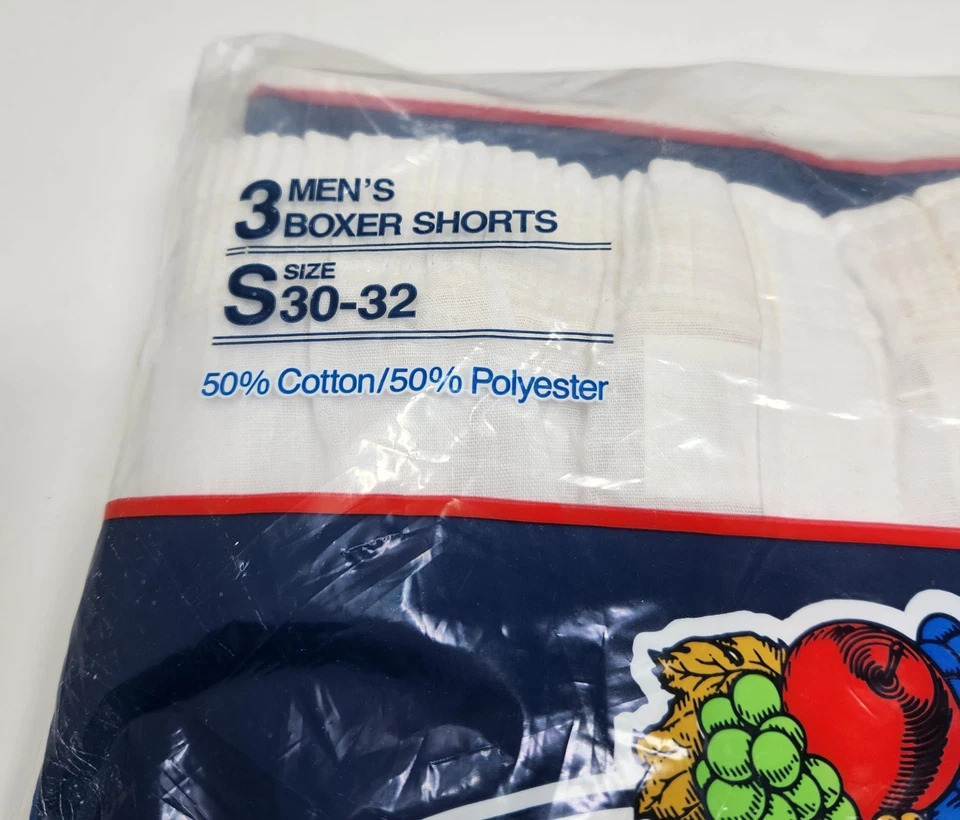 3 MEN'S
BOXER SHORTS
S SIZE
30-32
50% Cotton/50% Polyester